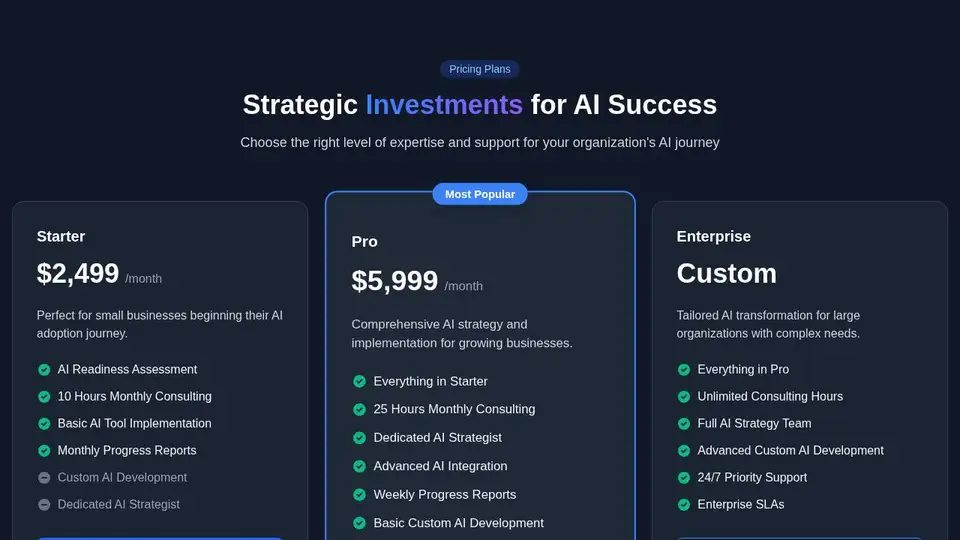 Pricing Plans
Strategic Investments for AI Success
Choose the right level of expertise and support for your organization's AI journey
Starter
$2,499 /month
Perfect for small businesses beginning their AI
adoption journey.
AI Readiness Assessment
10 Hours Monthly Consulting
Basic AI Tool Implementation
Monthly Progress Reports
Custom AI Development
Dedicated AI Strategist
Most Popular
Pro
$5,999 /month
Comprehensive AI strategy and
implementation for growing businesses.
Everything in Starter
25 Hours Monthly Consulting
Dedicated AI Strategist
Advanced AI Integration
Weekly Progress Reports
Basic Custom AI Development
Enterprise
Custom
Tailored AI transformation for large
organizations with complex needs.
Everything in Pro
Unlimited Consulting Hours
Full AI Strategy Team
Advanced Custom AI Development
24/7 Priority Support
Enterprise SLAs